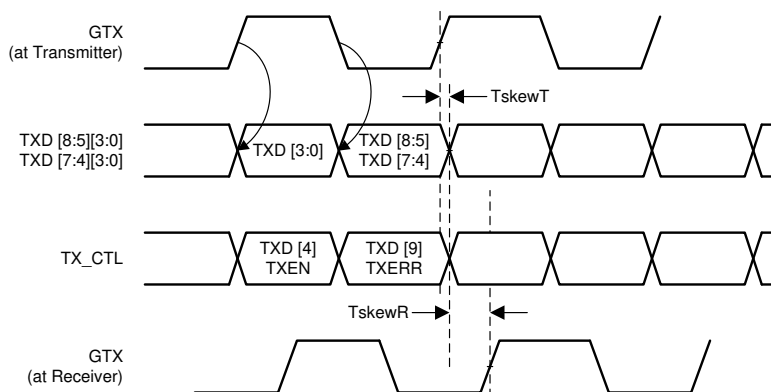 GTX
(at Transmitter)
TskewT
TXD [8:5][3:0]
TXD [7:4][3:0]
TXD [3:0]
TXD [8:5]
TXD [7:4]
TX_CTL
TXD [4]
TXEN
TXD [9]
TXERR
TskewR
GTX
(at Receiver)